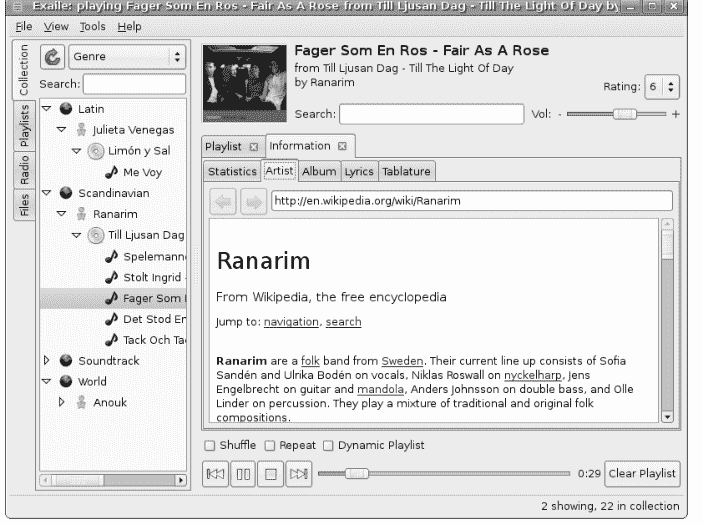 Exaile: playing Fager Som En Ros - Fair As A Rose from Till Ljusan Dag - Till The Light Of Day by
File View Tools Help
Collection
Playlists
Radio
Files
Genre
Search:
Latin
Julieta Venegas
Limón y Sal
Me Voy
Scandinavian
Ranarim
Till Ljusan Dag
Spelemann
Stolt Ingrid -
Fager Som
Det Stod En
Tack Och Ta
Soundtrack
World
Anouk
Fager Som En Ros - Fair As A Rose
from Till Ljusan Dag - Till The Light Of Day
by Ranarim
Rating: 6
Search: Vol: - +
Playlist Information
Statistics Artist Album Lyrics Tablature
http://en.wikipedia.org/wiki/Ranarim
Ranarim
From Wikipedia, the free encyclopedia
Jump to: navigation, search
Ranarim are a folk band from Sweden. Their current line up consists of Sofia
Sandén and Ulrika Bodén on vocals, Niklas Roswall on nyckelharp, Jens
Engelbrecht on guitar and mandola, Anders Johnsson on double bass, and Olle
Linder on percussion. They play a mixture of traditional and original folk
compositions.
Shuffle Repeat Dynamic Playlist
0:29 Clear Playlist
2 showing, 22 in collection